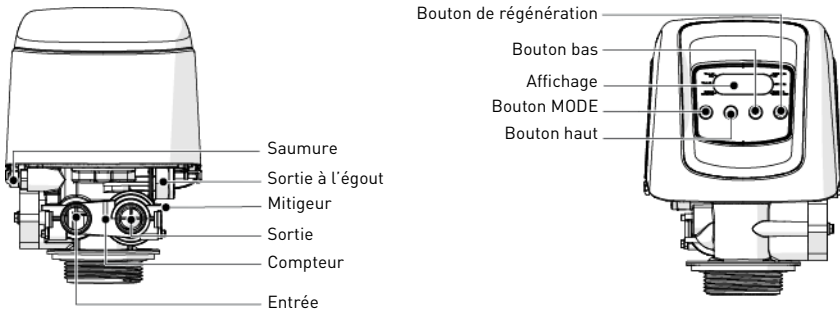 Saumure
Sortie à l'égout
Mitigeur
Sortie
Compteur
Entrée
Bouton de régénération
Bouton bas
Affichage
Bouton MODE
Bouton haut